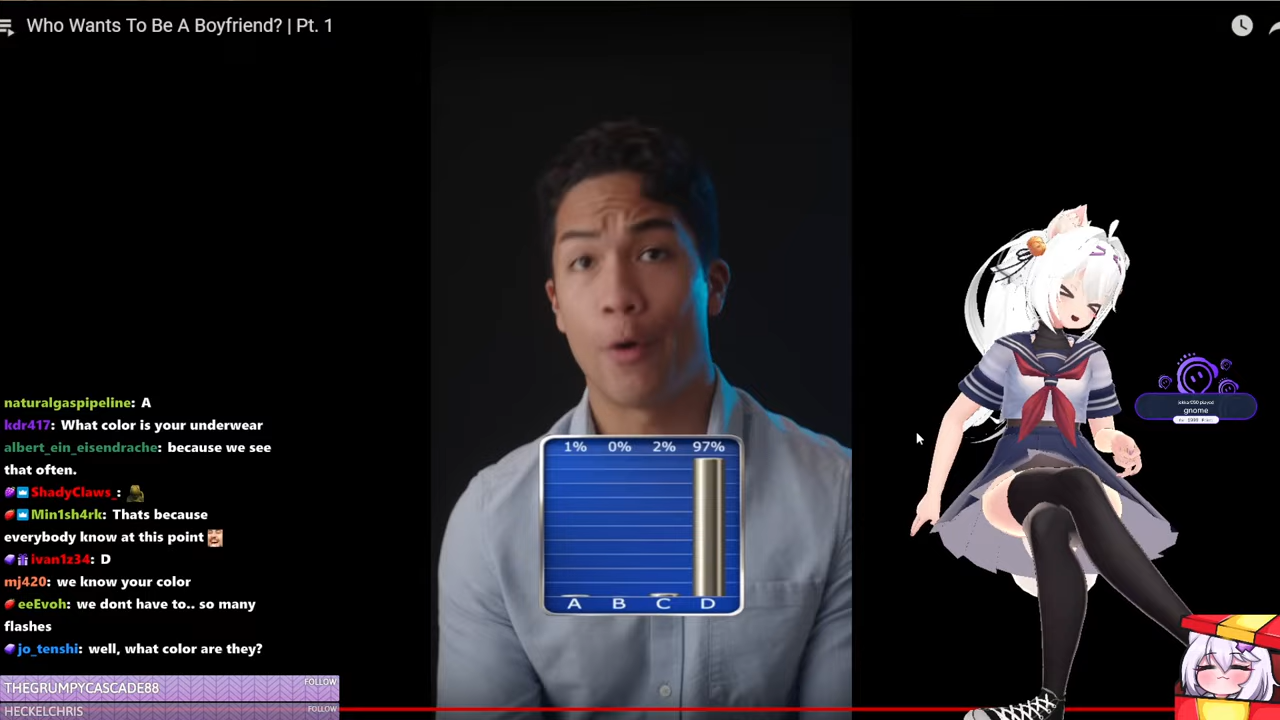 Who Wants To Be A Boyfriend? | Pt. 1
1% 0% 2% 97%
A B C D
naturalgaspipeline: A
kdr417: What color is your underwear
albert_ein_eisendrache: because we see
that often.
ShadyClaws_:
Min1sh4rk: Thats because
everybody know at this point
ivan1z34: D
mj420: we know your color
eeEvoh: we dont have to.. so many
flashes
jo_tenshi: well, what color are they?
THEGRUMPYCASCADE88 FOLLOW
HECKELCHRIS FOLLOW
gnome